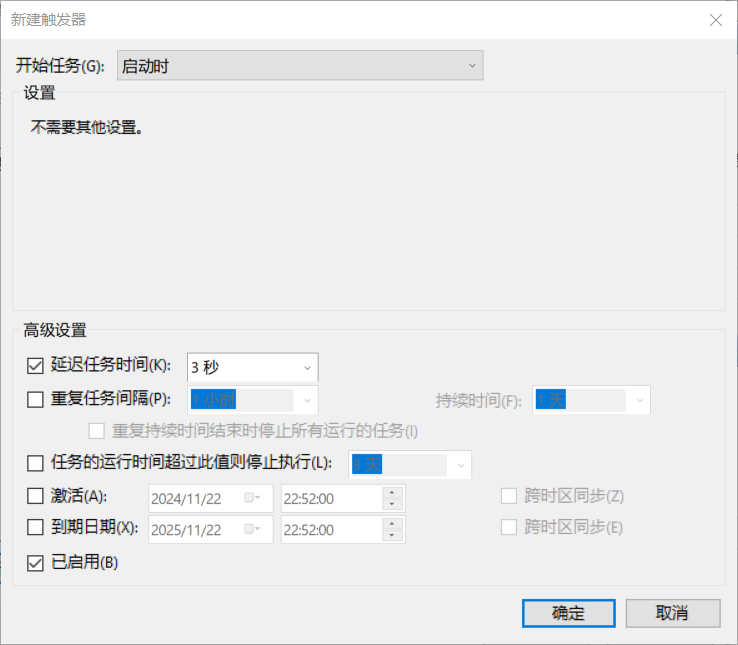 新建触发器
开始任务(G): 启动时
设置
不需要其他设置。
高级设置
延迟任务时间(K): 3 秒
重复任务间隔(P): 1 小时 持续时间(F): 1 天
重复持续时间结束时停止所有运行的任务(I)
任务的运行时间超过此值则停止执行(L): 3 天
激活(A): 2024/11/22 22:52:00 跨时区同步(Z)
到期日期(X): 2025/11/22 22:52:00 跨时区同步(E)
已启用(B)
确定 取消